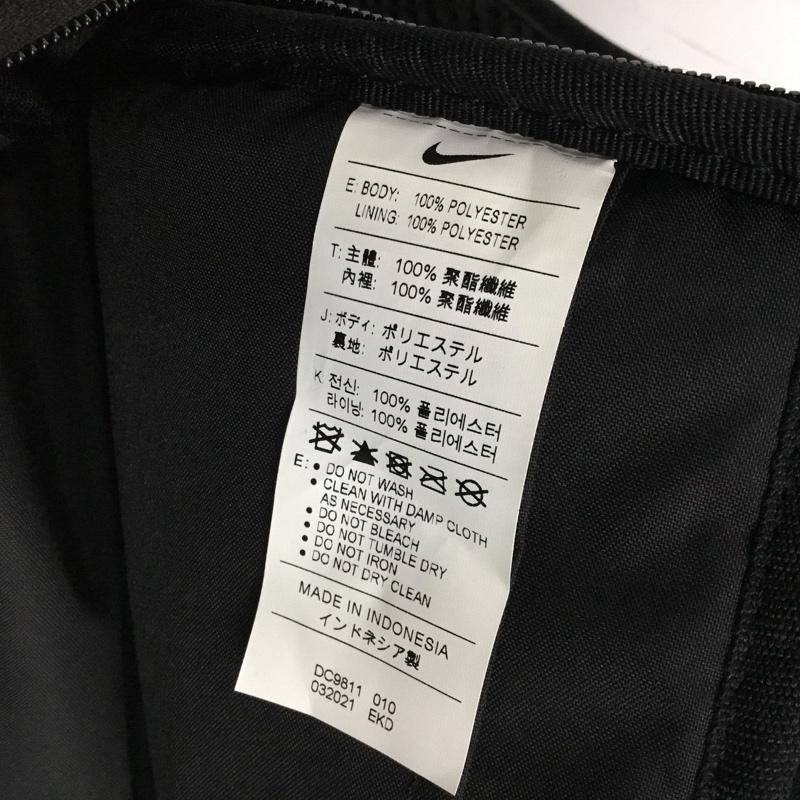 E: BODY: 100% POLYESTER
LINING: 100% POLYESTER
T: 主體: 100% 聚酯纖維
內裡: 100% 聚酯纖維
J: ボディ: ポリエステル
裏地: ポリエステル
K: 전신: 100% 폴리에스터
라이닝: 100% 폴리에스터
E: • DO NOT WASH
• CLEAN WITH DAMP CLOTH
AS NECESSARY
• DO NOT BLEACH
• DO NOT TUMBLE DRY
• DO NOT IRON
• DO NOT DRY CLEAN
MADE IN INDONESIA
インドネシア製
DC9811 010
032021 EKD